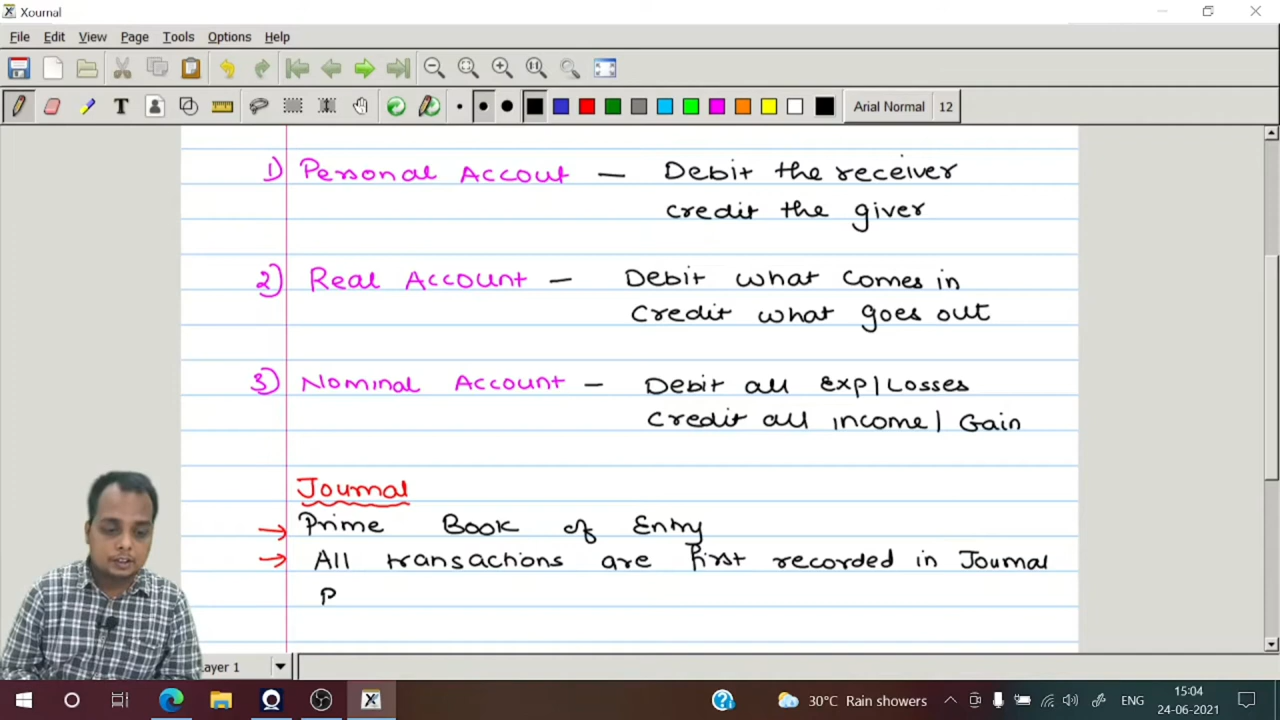 Xournal
File Edit View Page Tools Options Help
Arial Normal 12
1) Personal Accout — Debit the receiver
credit the giver
2) Real Account — Debit what comes in
credit what goes out
3) Nominal Account — Debit all Exp/Losses
Credit all income/Gain
Journal
→ Prime Book of Entry
→ All transactions are first recorded in Journal
P
ayer 1
30°C Rain showers ENG 15:04
24-06-2021